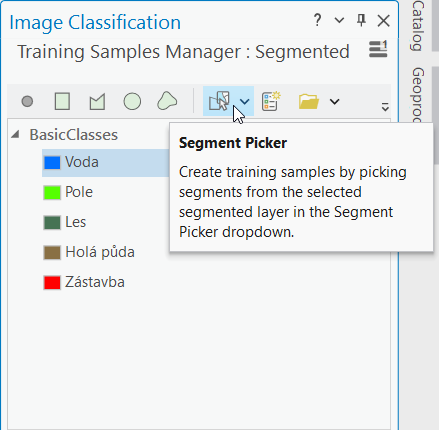 Image Classification
?
Training Samples Manager : Segmented
BasicClasses
Voda
Pole
Les
Holá půda
Zástavba
Segment Picker
Create training samples by picking
segments from the selected
segmented layer in the Segment
Picker dropdown.
Catalog
Geoproc